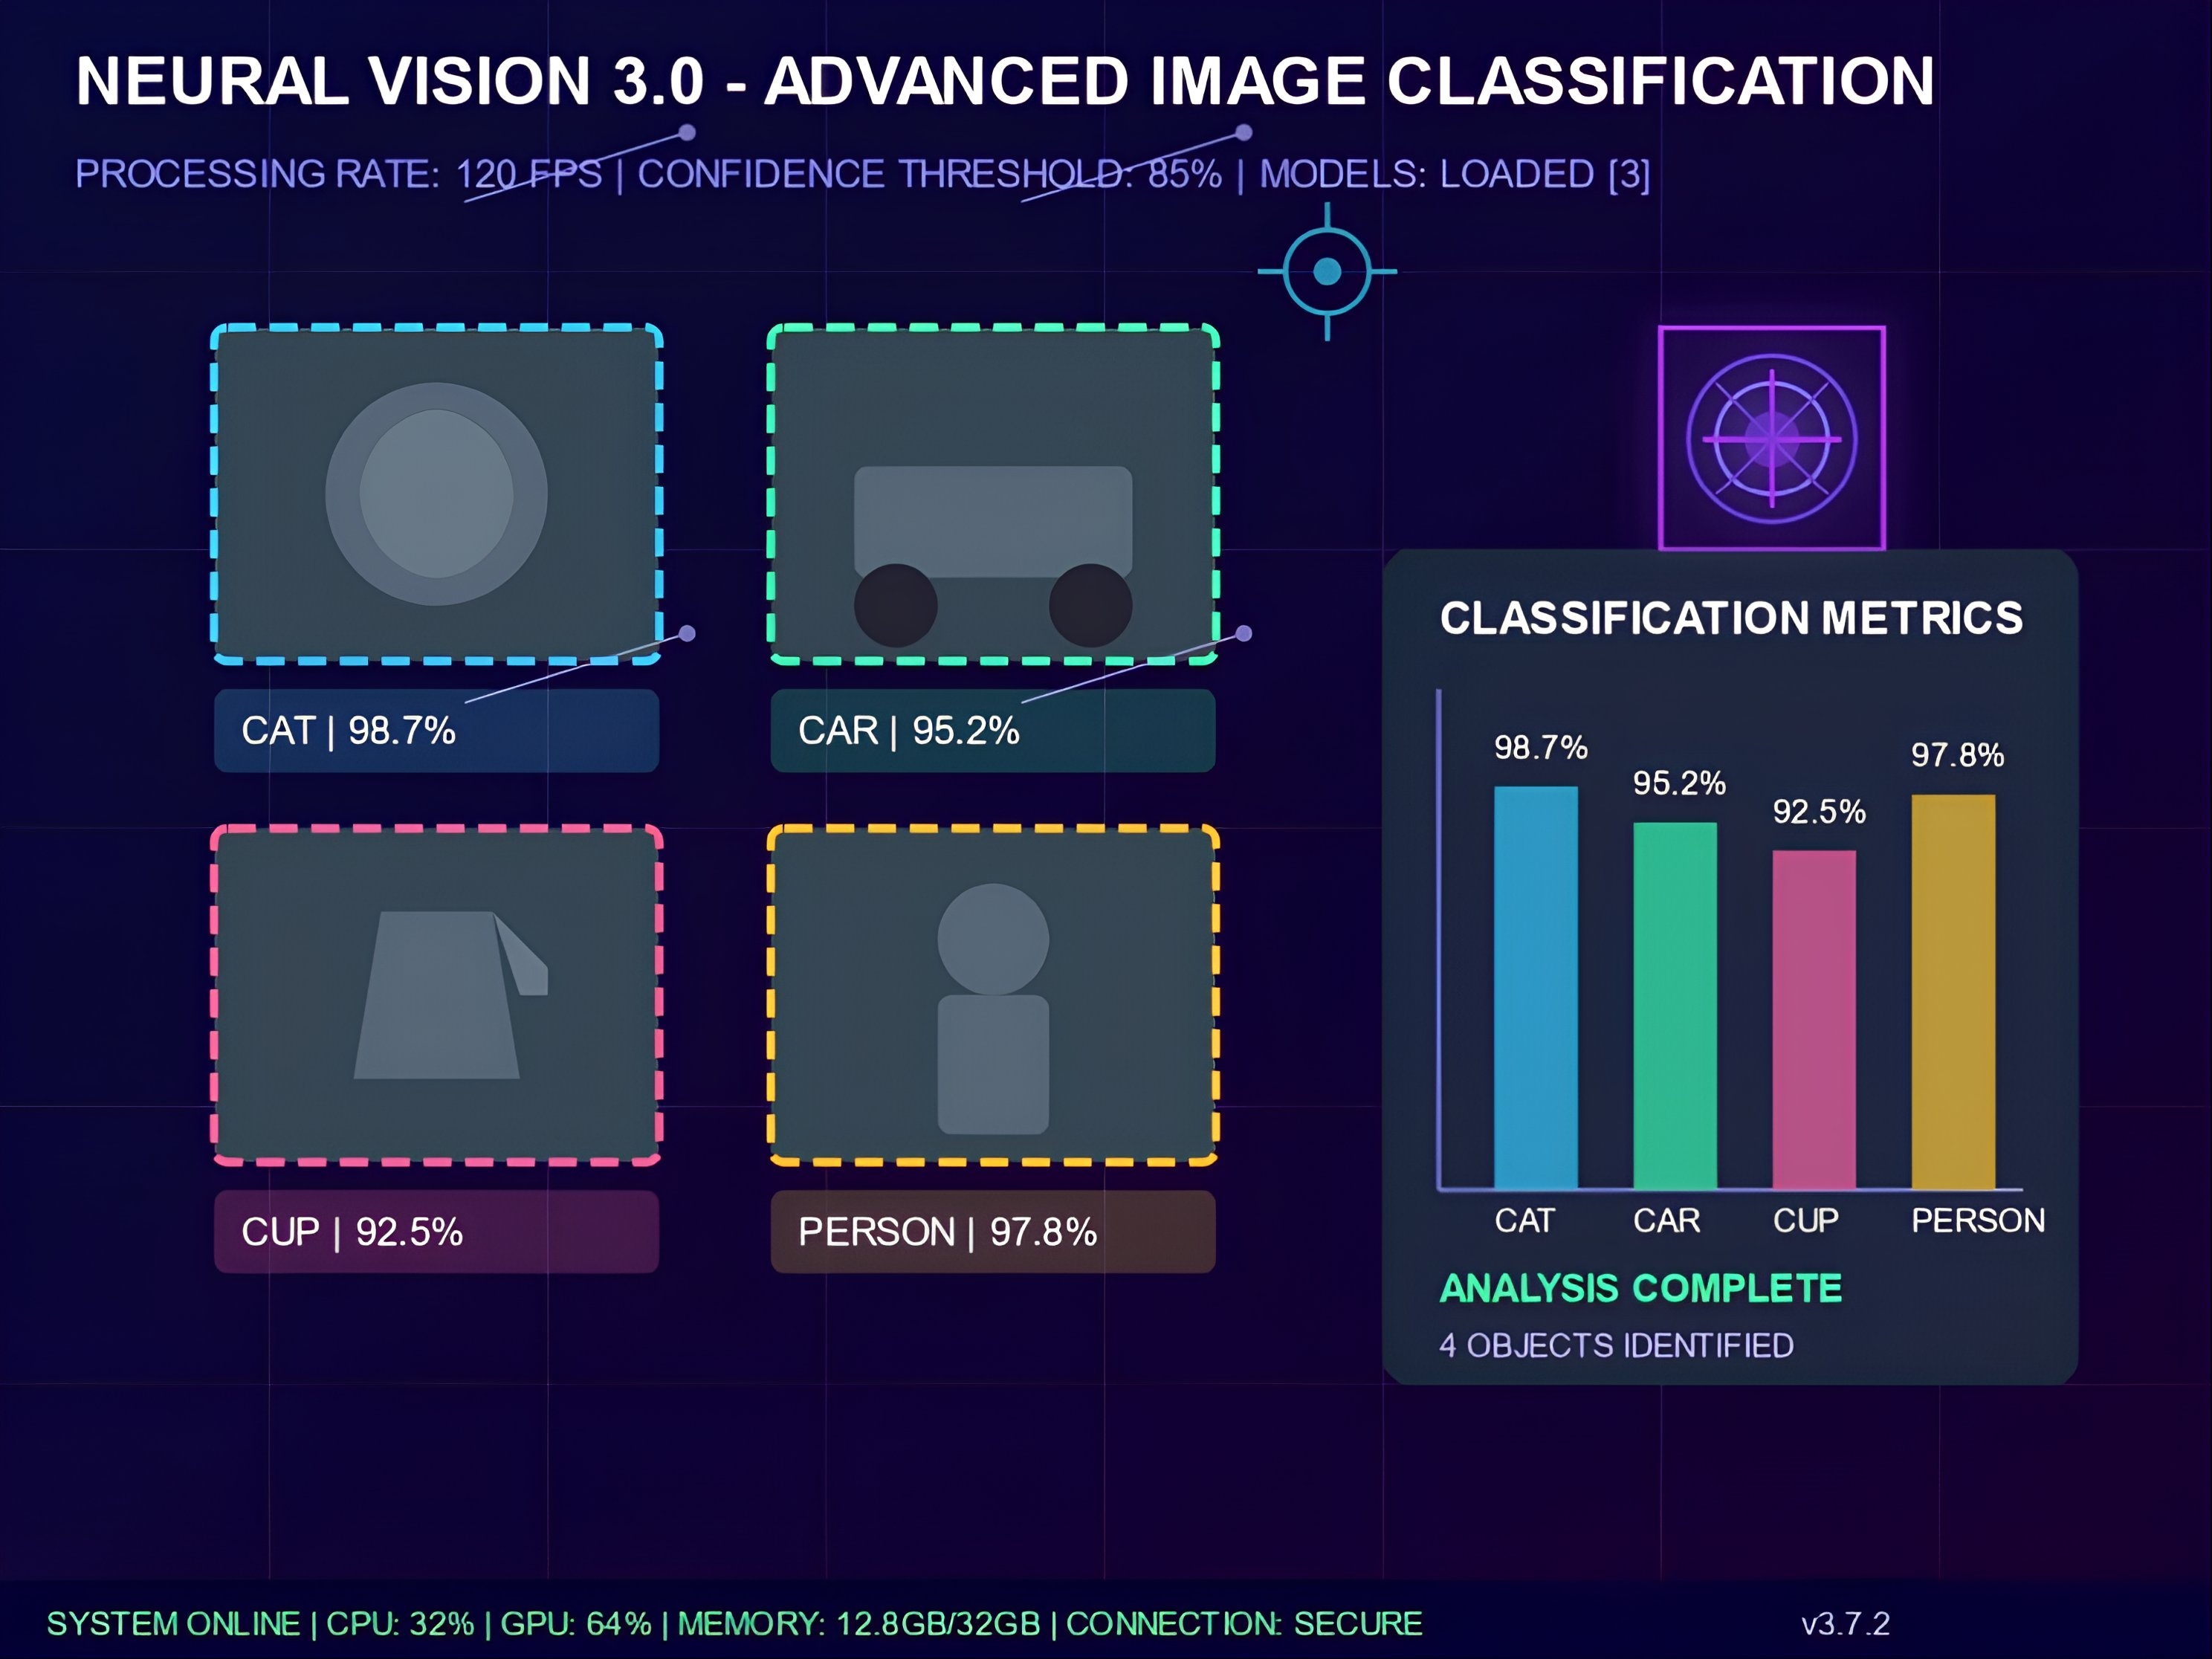 NEURAL VISION 3.0 - ADVANCED IMAGE CLASSIFICATION
PROCESSING RATE: 120 FPS | CONFIDENCE THRESHOLD: 85% | MODELS: LOADED [3]
CAT | 98.7%
CAR | 95.2%
CUP | 92.5%
PERSON | 97.8%
CLASSIFICATION METRICS
98.7%
95.2%
92.5%
97.8%
CAT
CAR
CUP
PERSON
ANALYSIS COMPLETE
4 OBJECTS IDENTIFIED
SYSTEM ONLINE | CPU: 32% | GPU: 64% | MEMORY: 12.8GB/32GB | CONNECTION: SECURE
v3.7.2